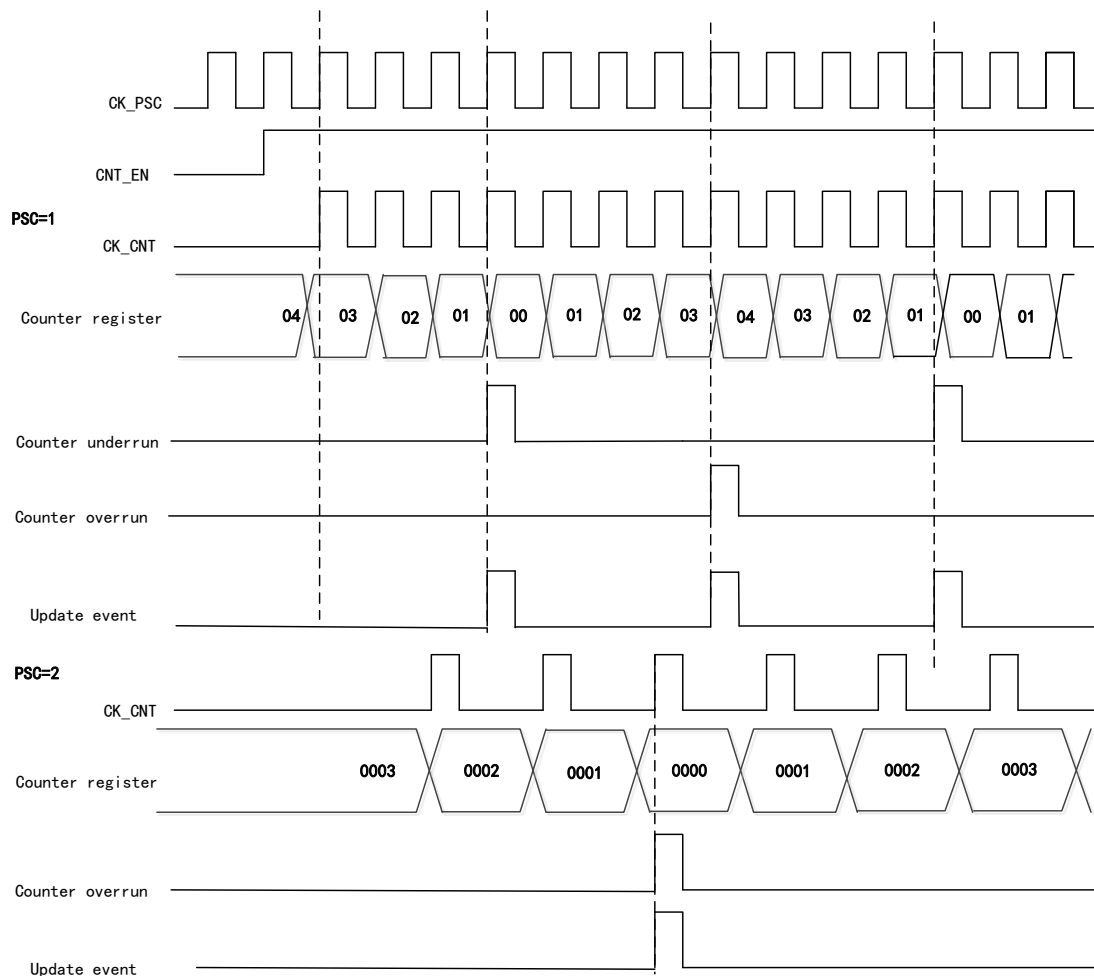 CK_PSC
CNT_EN
PSC=1
CK_CNT
Counter register 04 03 02 01 00 01 02 03 04 03 02 01 00 01
Counter underrun
Counter overrun
Update event
PSC=2
CK_CNT
Counter register 0003 0002 0001 0000 0001 0002 0003
Counter overrun
Update event